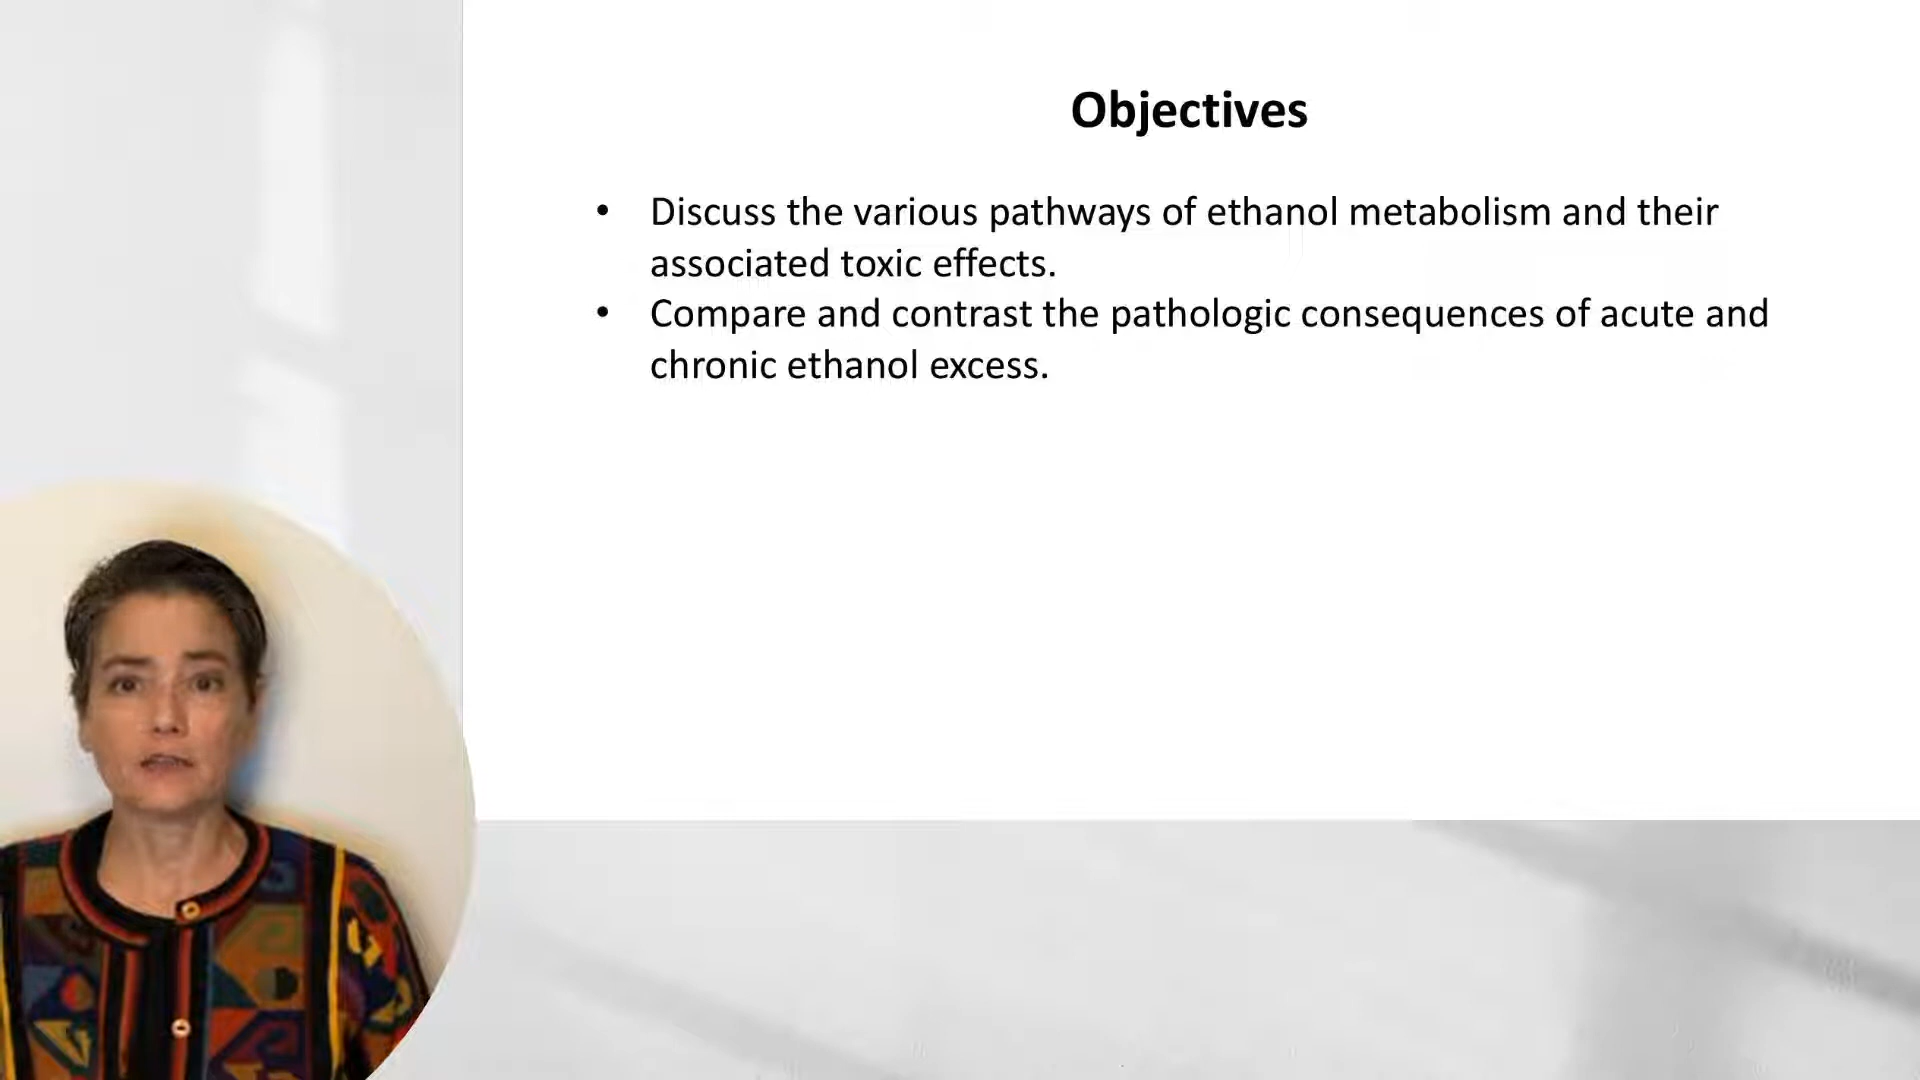 Objectives
• Discuss the various pathways of ethanol metabolism and their
associated toxic effects.
• Compare and contrast the pathologic consequences of acute and
chronic ethanol excess.